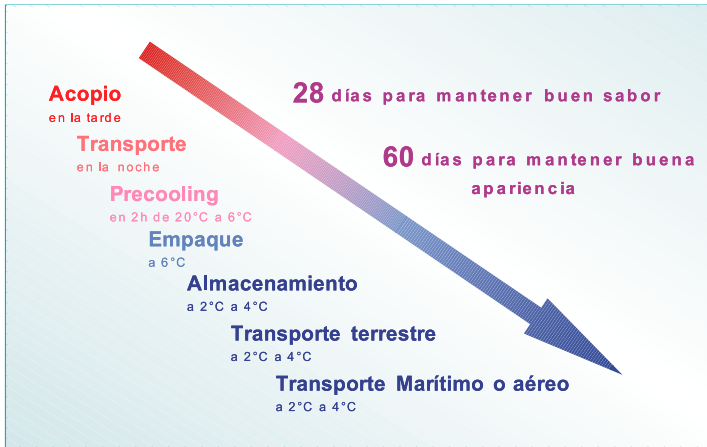 Acopio
en la tarde
28 días para mantener buen sabor
Transporte
en la noche
60 días para mantener buena
apariencia
Precooling
en 2h de 20°C a 6°C
Empaque
a 6°C
Almacenamiento
a 2°C a 4°C
Transporte terrestre
a 2°C a 4°C
Transporte Marítimo o aéreo
a 2°C a 4°C